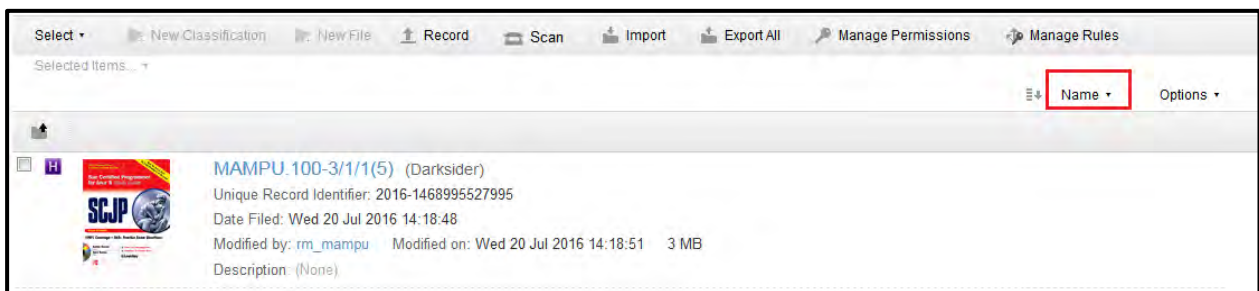 Select New Classification New File Record Scan Import Export All Manage Permissions Manage Rules
Selected Items...
Name Options
H MAMPU.100-3/1/1(5) (Darksider)
SCJP
Unique Record Identifier: 2016-1468995527995
Date Filed: Wed 20 Jul 2016 14:18:48
Modified by: rm_mampu Modified on: Wed 20 Jul 2016 14:18:51 3 MB
Description: (None)